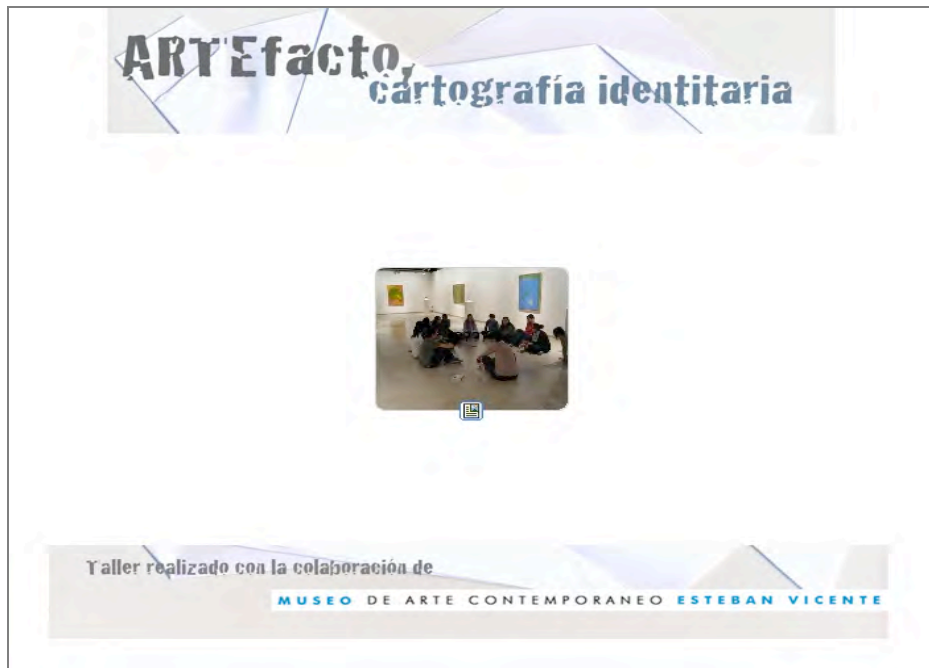 ARTEfacto,
cartografía identitaria
Taller realizado con la colaboración de
MUSEO DE ARTE CONTEMPORANEO ESTEBAN VICENTE